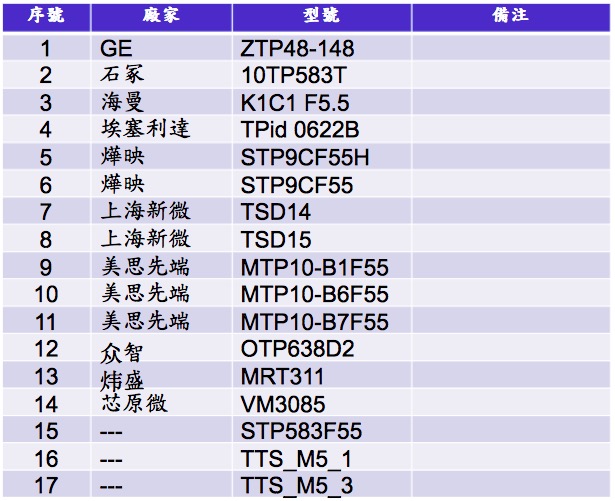 序號 廠家 型號 備注
1 GE ZTP48-148
2 石冢 10TP583T
3 海曼 K1C1 F5.5
4 埃塞利達 TPid 0622B
5 燁映 STP9CF55H
6 燁映 STP9CF55
7 上海新微 TSD14
8 上海新微 TSD15
9 美思先端 MTP10-B1F55
10 美思先端 MTP10-B6F55
11 美思先端 MTP10-B7F55
12 众智 OTP638D2
13 炜盛 MRT311
14 芯原微 VM3085
15 --- STP583F55
16 --- TTS_M5_1
17 --- TTS_M5_3